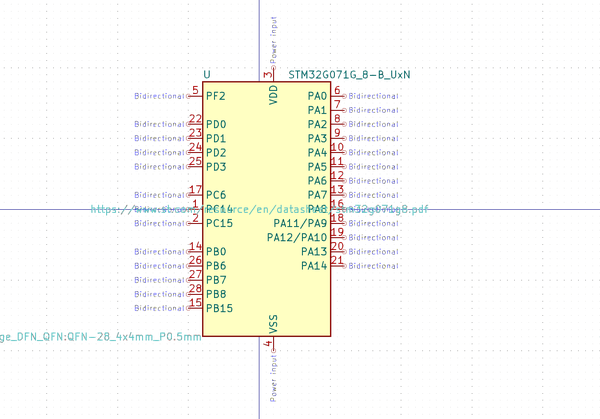 Power input
U STM32G071G_8-B_UxN
3
VDD
Bidirectional 5 PF2 PA0 6 Bidirectional
PA1 7 Bidirectional
Bidirectional 22 PD0 PA2 8 Bidirectional
Bidirectional 23 PD1 PA3 9 Bidirectional
Bidirectional 24 PD2 PA4 10 Bidirectional
Bidirectional 25 PD3 PA5 11 Bidirectional
PA6 12 Bidirectional
Bidirectional 17 PC6 PA7 13 Bidirectional
Bidirectional 1 PC14 16 Bidirectional
https://www.st.com/resource/en/datasheet/stm32g071g8.pdf
Bidirectional 2 PC15 PA11/PA9 18 Bidirectional
PA12/PA10 19 Bidirectional
Bidirectional 14 PB0 PA13 20 Bidirectional
Bidirectional 26 PB6 PA14 21 Bidirectional
Bidirectional 27 PB7
Bidirectional 28 PB8
Bidirectional 15 PB15
VSS
ge_DFN_QFN:QFN-28_4x4mm_P0.5mm
4
Power input